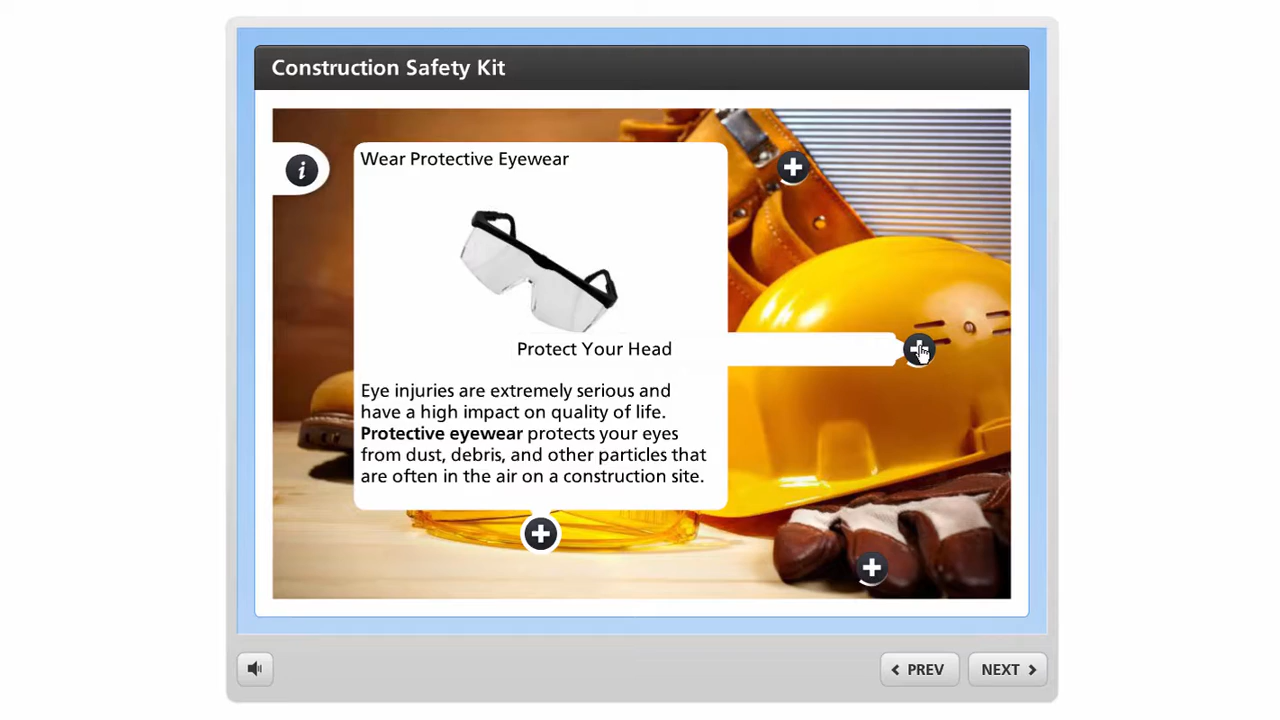 Construction Safety Kit
i
Wear Protective Eyewear
Protect Your Head
Eye injuries are extremely serious and
have a high impact on quality of life.
Protective eyewear protects your eyes
from dust, debris, and other particles that
are often in the air on a construction site.
PREV
NEXT